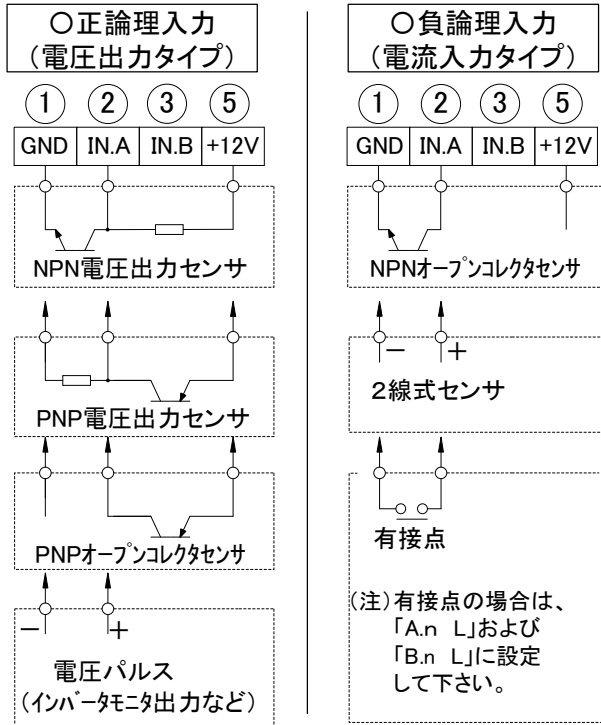 〇正論理入力
(電圧出力タイプ)
① ② ③ ⑤
GND IN.A IN.B +12V
NPN電圧出力センサ
PNP電圧出力センサ
PNPオープンコレクタセンサ
− +
電圧パルス
(インバータモニタ出力など)
〇負論理入力
(電流入力タイプ)
① ② ③ ⑤
GND IN.A IN.B +12V
NPNオープンコレクタセンサ
− +
2線式センサ
有接点
(注)有接点の場合は、
「A.n L」および
「B.n L」に設定
して下さい。